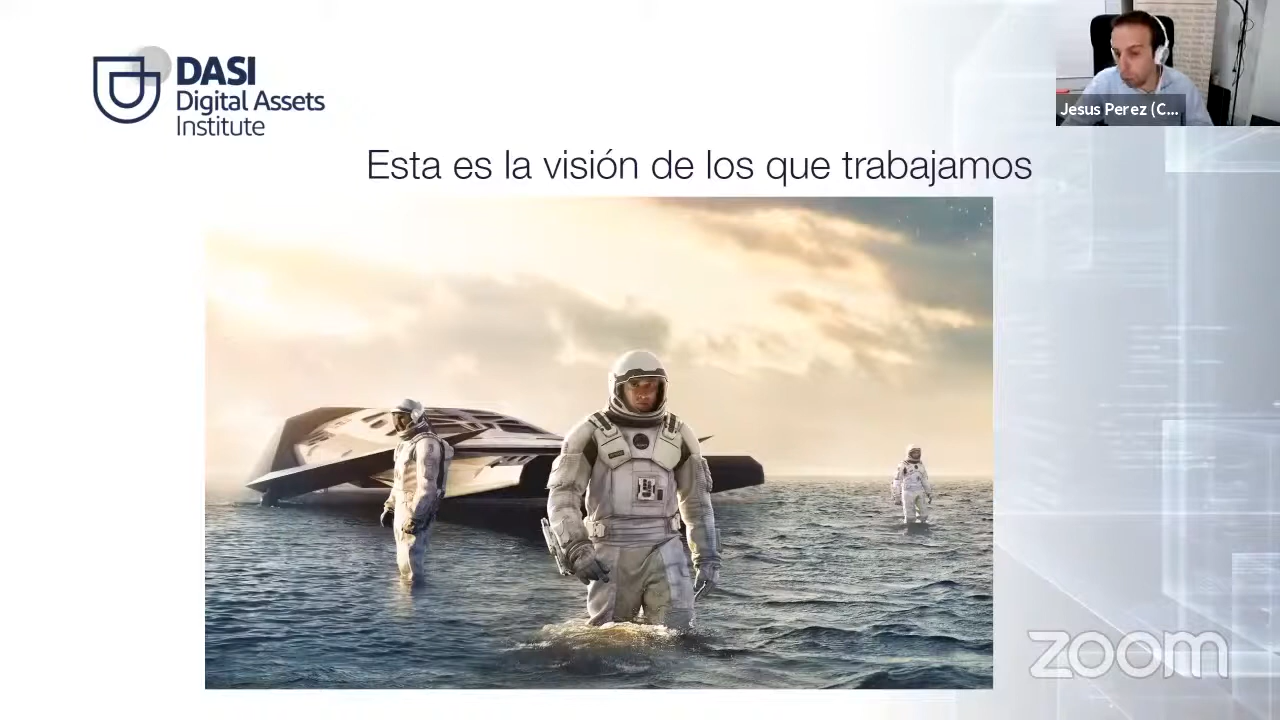 DASI
Digital Assets
Institute
Jesus Perez (C...
Esta es la visión de los que trabajamos
zoom